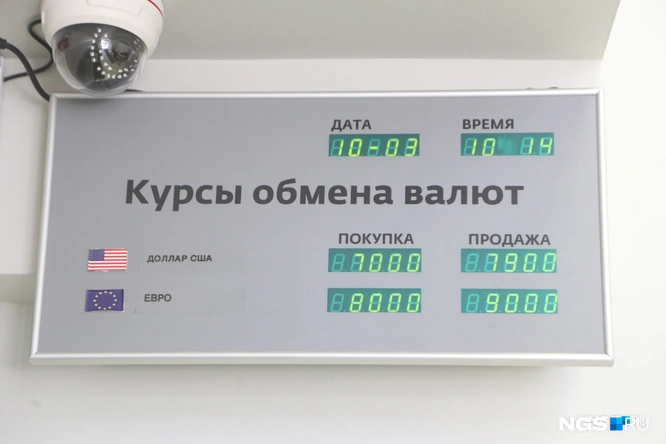 ДАТА ВРЕМЯ
10-03 10 14
Курсы обмена валют
ПОКУПКА ПРОДАЖА
ДОЛЛАР США 7000 7900
ЕВРО 8000 9000
NGS.RU